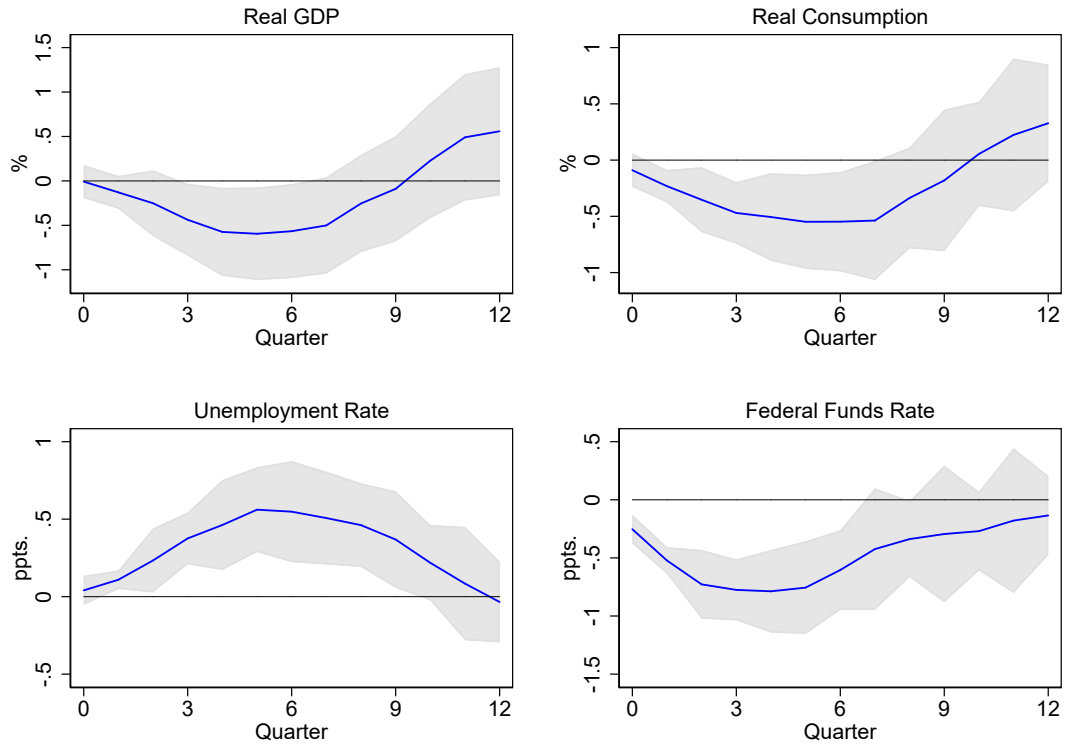 Real GDP
1.5
1
.5
0
-.5
-1
%
0 3 6 9 12
Quarter
Real Consumption
1
.5
0
-.5
-1
%
0 3 6 9 12
Quarter
Unemployment Rate
1
.5
0
-.5
ppts.
0 3 6 9 12
Quarter
Federal Funds Rate
.5
0
-.5
-1
-1.5
ppts.
0 3 6 9 12
Quarter